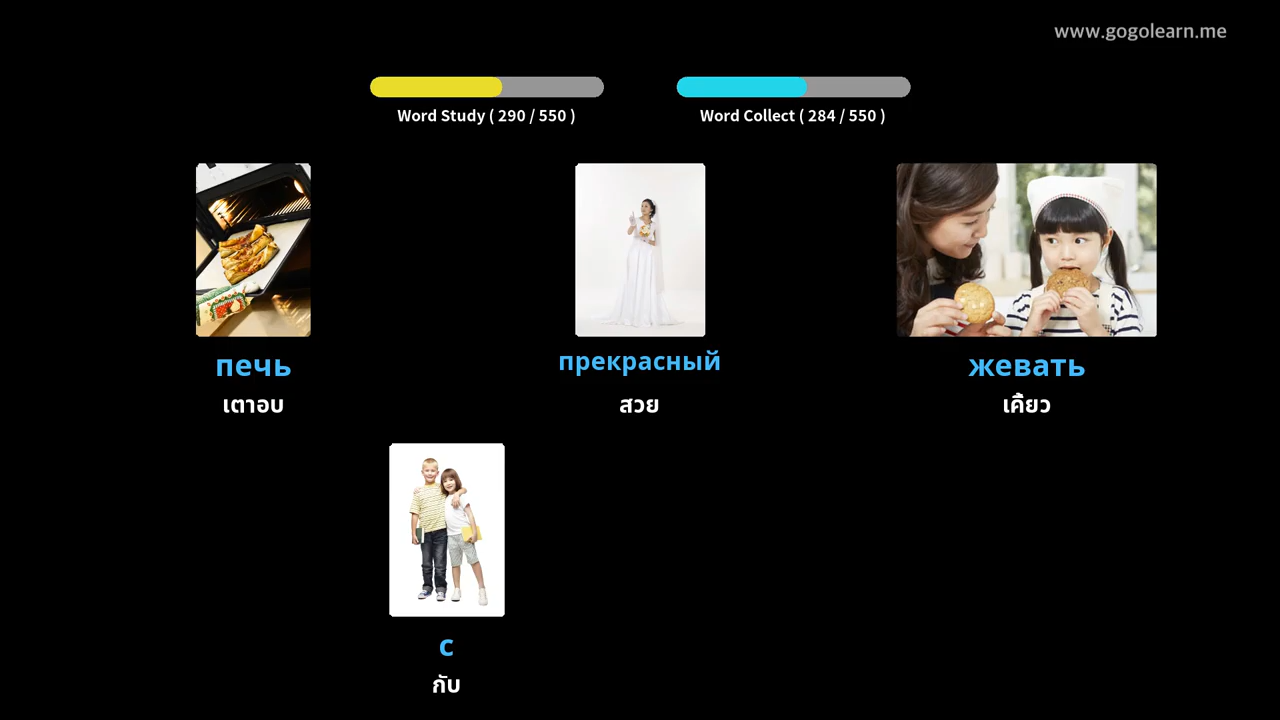 www.gogolearn.me
Word Study ( 290 / 550 )
Word Collect ( 284 / 550 )
печь
прекрасный
жевать
เตาอบ
สวย
เคี้ยว
с
กับ